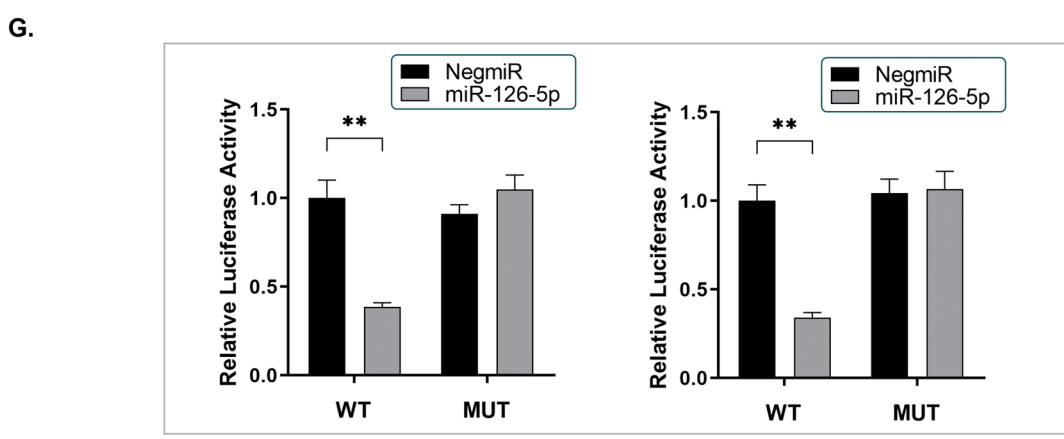 G.
NegmiR
miR-126-5p
Relative Luciferase Activity
1.5
1.0
0.5
0.0
**
WT
MUT
NegmiR
miR-126-5p
Relative Luciferase Activity
1.5
1.0
0.5
0.0
**
WT
MUT